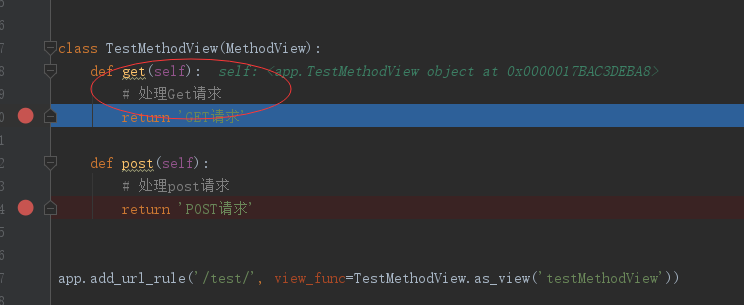 class TestMethodView(MethodView):
def get(self): self: <app.TestMethodView object at 0x0000017BAC3DEBA8>
# 处理Get请求
return 'GET请求'
def post(self):
# 处理post请求
return 'POST请求'
app.add_url_rule('/test/', view_func=TestMethodView.as_view('testMethodView'))